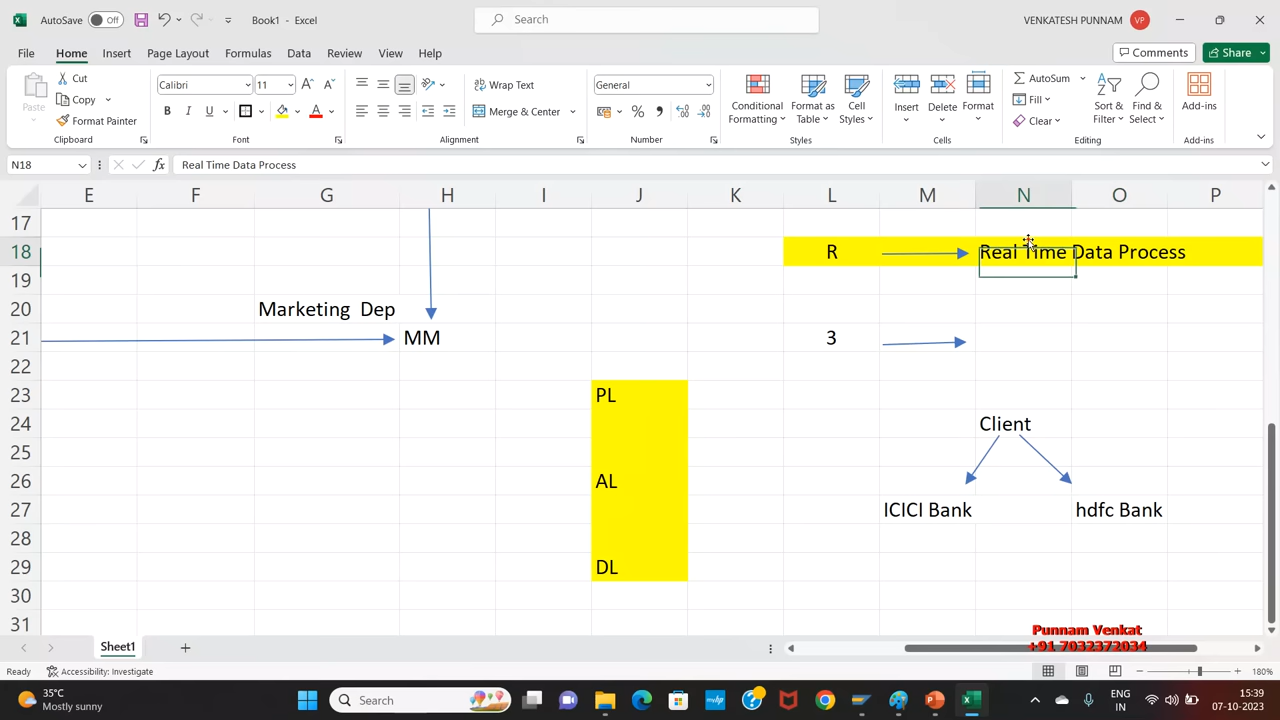 AutoSave Off Book1 - Excel Search VENKATESH PUNNAM VP
File Home Insert Page Layout Formulas Data Review View Help Comments Share
Paste Cut Copy Format Painter Clipboard
Calibri 11 B I U A Font
Wrap Text Merge & Center Alignment
General % Number
Conditional Formatting Format as Table Cell Styles Styles
Insert Delete Format Cells
AutoSum Fill Clear Sort & Filter Find & Select Editing
Add-ins Add-ins
N18 fx Real Time Data Process
E F G H I J K L M N O P
17
18 R Real Time Data Process
19
20 Marketing Dep
21 MM 3
22
23 PL
24 Client
25
26 AL
27 ICICI Bank hdfc Bank
28
29 DL
30
31
Punnam Venkat
+91 7032372034
Sheet1
Ready Accessibility: Investigate 180%
35°C
Mostly sunny
Search
ENG
IN
15:39
07-10-2023